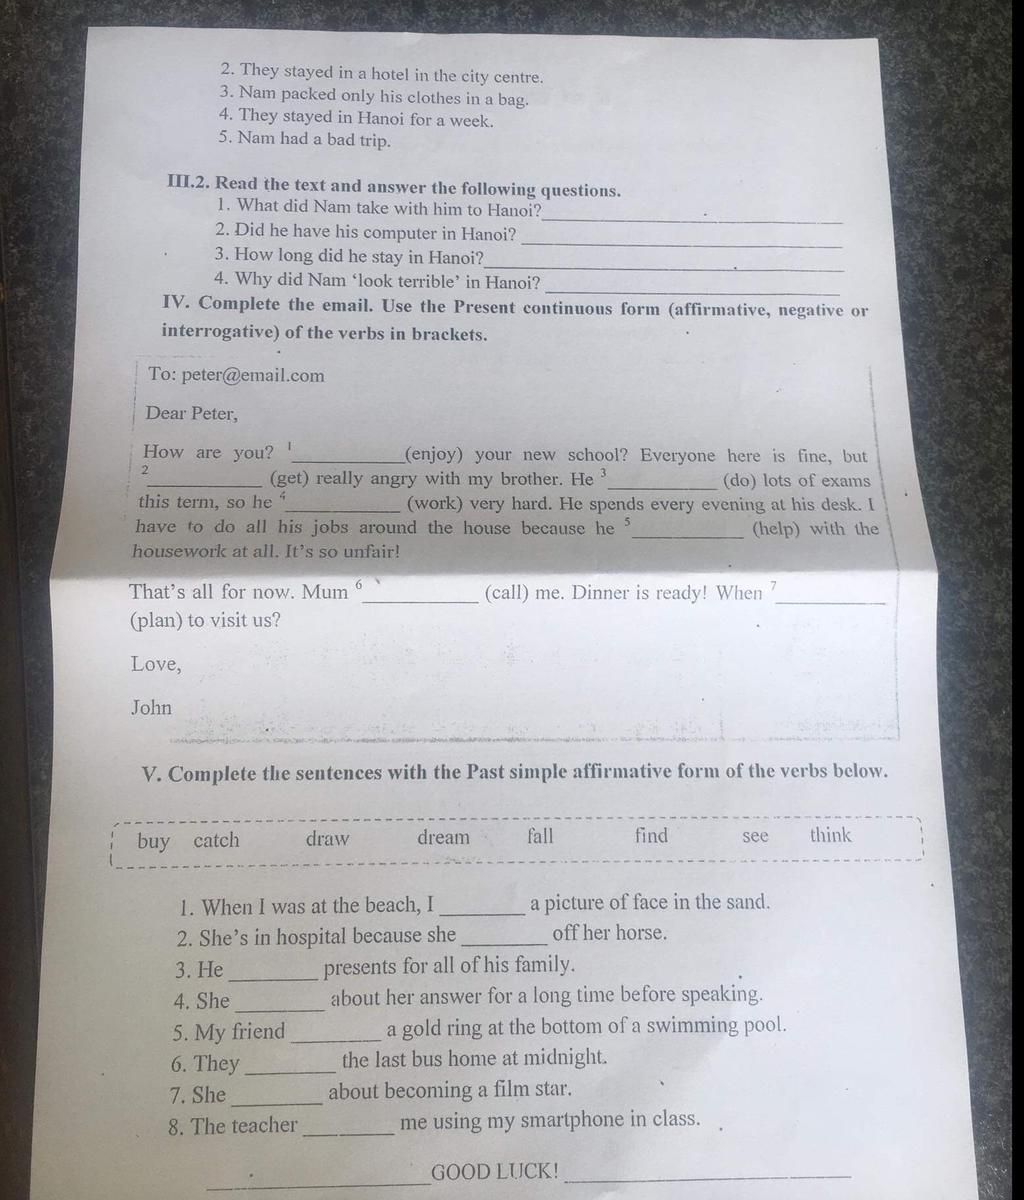 2. They stayed in a hotel in the city centre.
3. Nam packed only his clothes in a bag.
4. They stayed in Hanoi for a week.
5. Nam had a bad trip.
III.2. Read the text and answer the following questions.
1. What did Nam take with him to Hanoi?____________
2. Did he have his computer in Hanoi? ____________
3. How long did he stay in Hanoi?____________
4. Why did Nam ‘look terrible’ in Hanoi? ____________
IV. Complete the email. Use the Present continuous form (affirmative, negative or
interrogative) of the verbs in brackets.
To: peter@email.com
Dear Peter,
How are you? 1____________(enjoy) your new school? Everyone here is fine, but
2____________ (get) really angry with my brother. He 3____________ (do) lots of exams
this term, so he 4____________ (work) very hard. He spends every evening at his desk. I
have to do all his jobs around the house because he 5____________ (help) with the
housework at all. It’s so unfair!
That’s all for now. Mum 6____________ (call) me. Dinner is ready! When 7____________
(plan) to visit us?
Love,
John
V. Complete the sentences with the Past simple affirmative form of the verbs below.
buy catch draw dream fall find see think
1. When I was at the beach, I ________ a picture of face in the sand.
2. She’s in hospital because she ________ off her horse.
3. He ________ presents for all of his family.
4. She ________ about her answer for a long time before speaking.
5. My friend ________ a gold ring at the bottom of a swimming pool.
6. They ________ the last bus home at midnight.
7. She ________ about becoming a film star.
8. The teacher ________ me using my smartphone in class.
____________GOOD LUCK!____________